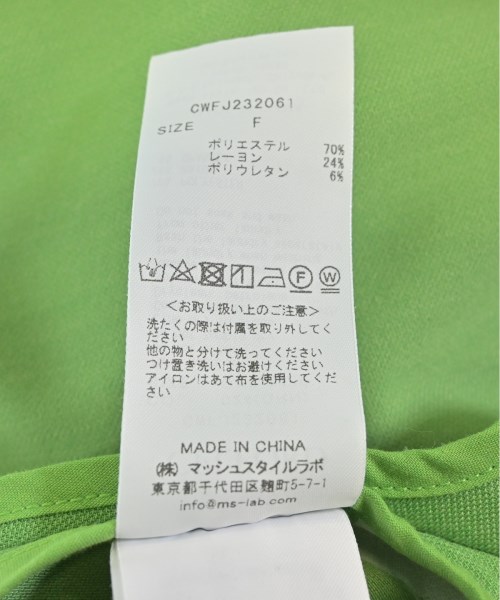 CWFJ232061
SIZE F
ポリエステル 70%
レーヨン 24%
ポリウレタン 6%
F W
<お取り扱い上のご注意>
洗たくの際は付属を取り外してく
ださい
他の物と分けて洗ってください
つけ置き洗いはお避けください
アイロンはあて布を使用してくだ
さい
MADE IN CHINA
(株) マッシュスタイルラボ
東京都千代田区麹町5-7-1
info@ms-lab.com